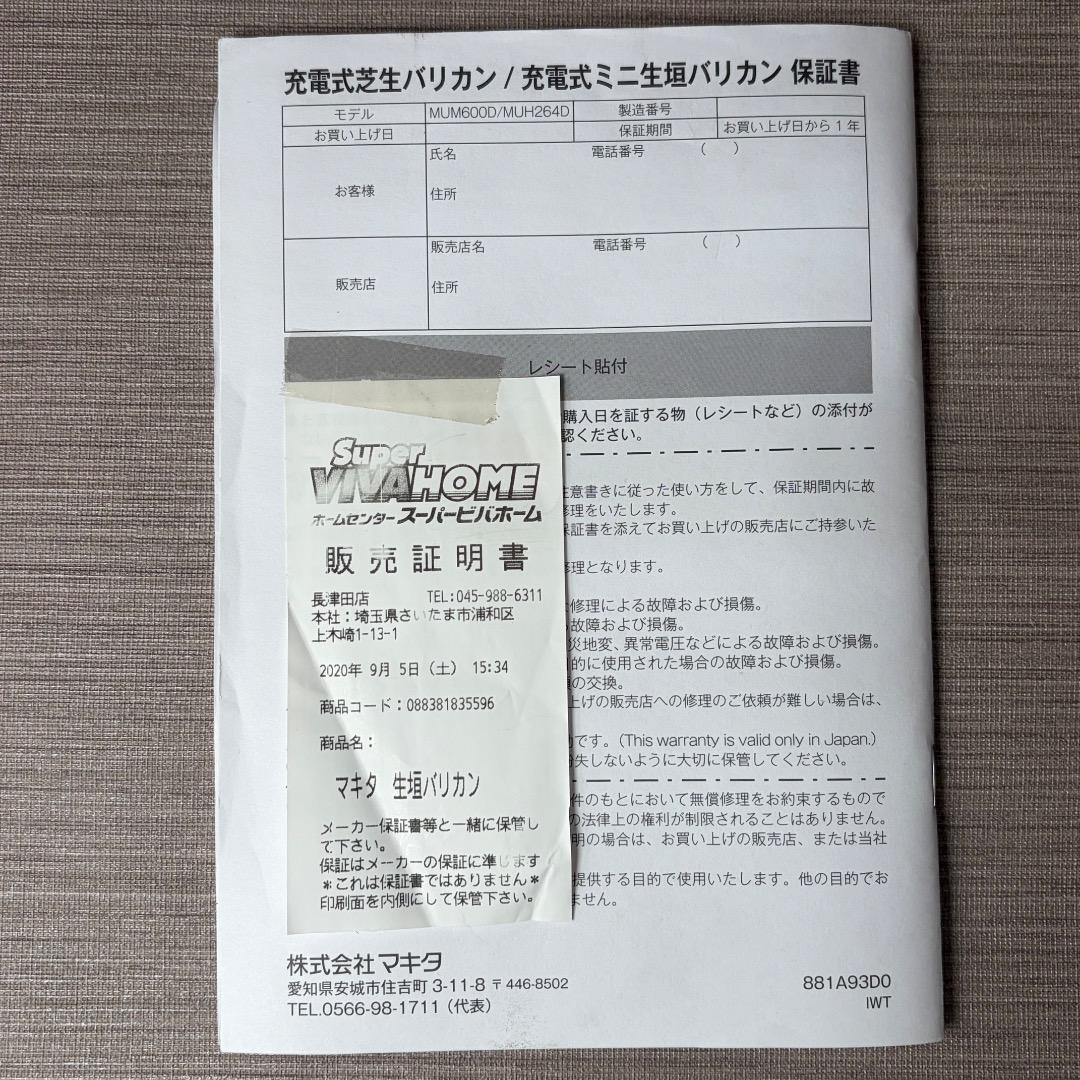 充電式芝生バリカン / 充電式ミニ生垣バリカン 保証書
モデル MUM600D/MUH264D 製造番号
お買い上げ日 保証期間 お買い上げ日から 1 年
お客様
氏名 電話番号 ( )
住所
販売店
販売店名 電話番号 ( )
住所
レシート貼付
購入日を証する物（レシートなど）の添付が
認ください。
注意書きに従った使い方をして、保証期間内に故
修理をいたします。
保証書を添えてお買い上げの販売店にご持参いた
修理となります。
修理による故障および損傷。
故障および損傷。
災地変、異常電圧などによる故障および損傷。
的に使用された場合の故障および損傷。
の交換。
上げの販売店への修理のご依頼が難しい場合は、
です。(This warranty is valid only in Japan.)
失しないように大切に保管してください。
件のもとにおいて無償修理をお約束するもので
の法律上の権利が制限されることはありません。
明の場合は、お買い上げの販売店、または当社
提供する目的で使用いたします。他の目的でお
ません。
Super
VIVAHOME
ホームセンター スーパービバホーム
販売証明書
長津田店 TEL:045-988-6311
本社：埼玉県さいたま市浦和区
上木崎1-13-1
2020年 9月 5日（土） 15:34
商品コード：088381835596
商品名：
マキタ 生垣バリカン
メーカー保証書等と一緒に保管し
て下さい。
保証はメーカーの保証に準じます
＊これは保証書ではありません＊
印刷面を内側にして保管下さい。
株式会社マキタ
愛知県安城市住吉町 3-11-8 〒446-8502
TEL.0566-98-1711（代表）
881A93D0
IWT